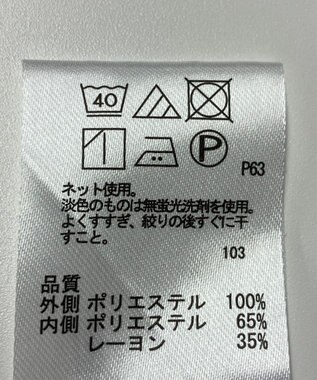 40
P
P63
ネット使用。
淡色のものは無蛍光洗剤を使用。
よくすすぎ、絞りの後すぐに干
すこと。
103
品質
外側 ポリエステル 100%
内側 ポリエステル 65%
レーヨン 35%